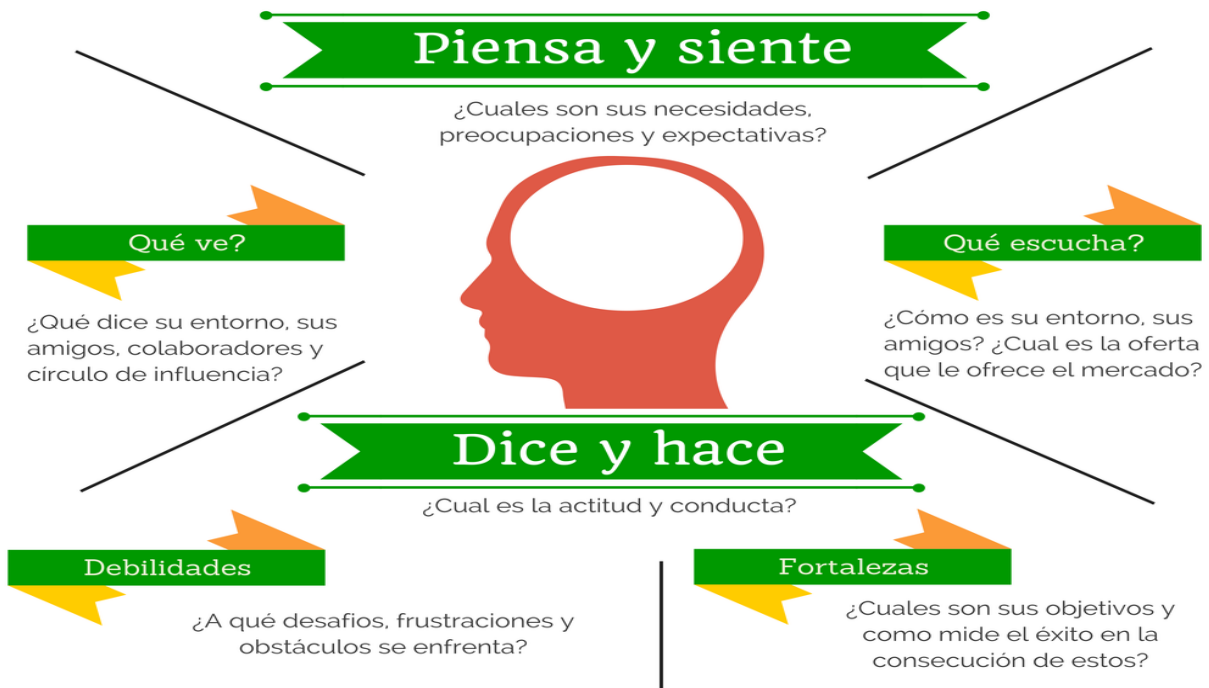 Piensa y siente
¿Cuales son sus necesidades,
preocupaciones y expectativas?
Qué ve?
¿Qué dice su entorno, sus
amigos, colaboradores y
círculo de influencia?
Qué escucha?
¿Cómo es su entorno, sus
amigos? ¿Cual es la oferta
que le ofrece el mercado?
Dice y hace
¿Cual es la actitud y conducta?
Debilidades
¿A qué desafios, frustraciones y
obstáculos se enfrenta?
Fortalezas
¿Cuales son sus objetivos y
como mide el éxito en la
consecución de estos?